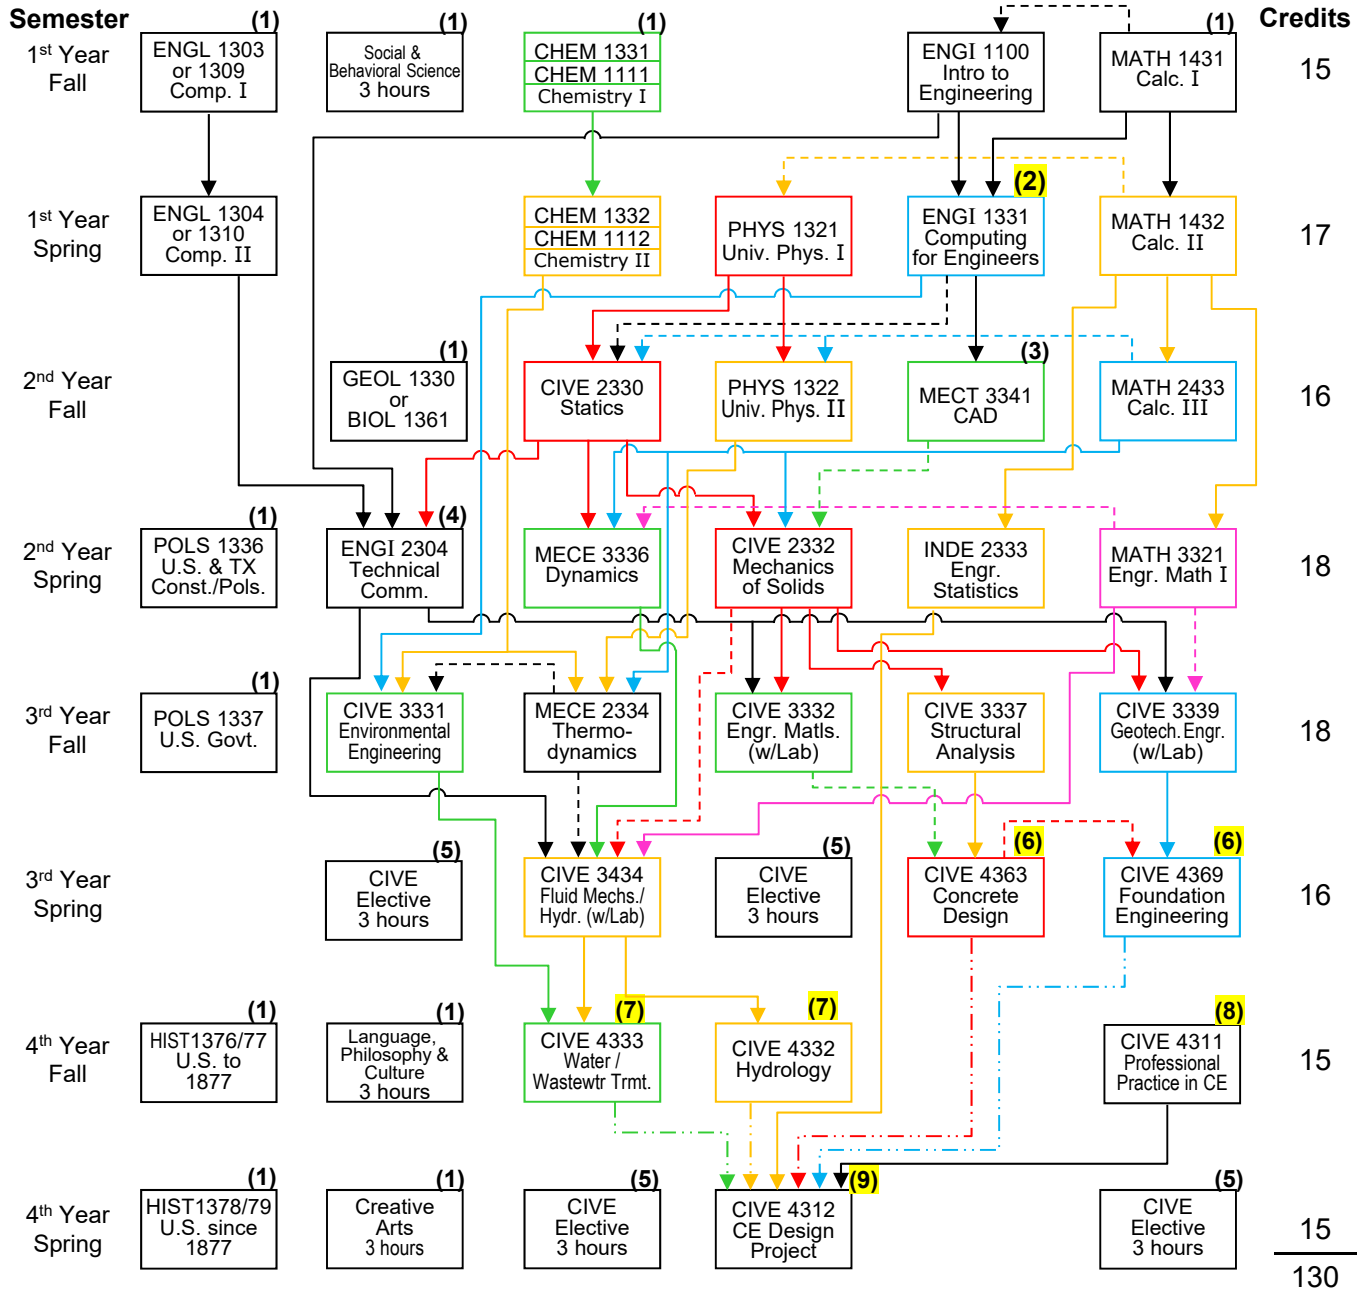 Semester
Credits
1st Year
Fall
(1)
ENGL 1303
or 1309
Comp. I
(1)
Social &
Behavioral Science
3 hours
(1)
CHEM 1331
CHEM 1111
Chemistry I
ENGI 1100
Intro to
Engineering
(1)
MATH 1431
Calc. I
15
1st Year
Spring
ENGL 1304
or 1310
Comp. II
CHEM 1332
CHEM 1112
Chemistry II
PHYS 1321
Univ. Phys. I
(2)
ENGI 1331
Computing
for Engineers
MATH 1432
Calc. II
17
2nd Year
Fall
(1)
GEOL 1330
or
BIOL 1361
CIVE 2330
Statics
PHYS 1322
Univ. Phys. II
(3)
MECT 3341
CAD
MATH 2433
Calc. III
16
2nd Year
Spring
(1)
POLS 1336
U.S. & TX
Const./Pols.
(4)
ENGI 2304
Technical
Comm.
MECE 3336
Dynamics
CIVE 2332
Mechanics
of Solids
INDE 2333
Engr.
Statistics
MATH 3321
Engr. Math I
18
3rd Year
Fall
(1)
POLS 1337
U.S. Govt.
CIVE 3331
Environmental
Engineering
MECE 2334
Thermo-
dynamics
CIVE 3332
Engr. Matls.
(w/Lab)
CIVE 3337
Structural
Analysis
CIVE 3339
Geotech. Engr.
(w/Lab)
18
3rd Year
Spring
(5)
CIVE
Elective
3 hours
CIVE 3434
Fluid Mechs./
Hydr. (w/Lab)
(5)
CIVE
Elective
3 hours
(6)
CIVE 4363
Concrete
Design
(6)
CIVE 4369
Foundation
Engineering
16
4th Year
Fall
(1)
HIST1376/77
U.S. to
1877
(1)
Language,
Philosophy &
Culture
3 hours
(7)
CIVE 4333
Water /
Wastewtr Trmt.
(7)
CIVE 4332
Hydrology
(8)
CIVE 4311
Professional
Practice in CE
15
4th Year
Spring
(1)
HIST1378/79
U.S. since
1877
(1)
Creative
Arts
3 hours
(5)
CIVE
Elective
3 hours
(9)
CIVE 4312
CE Design
Project
(5)
CIVE
Elective
3 hours
15
130